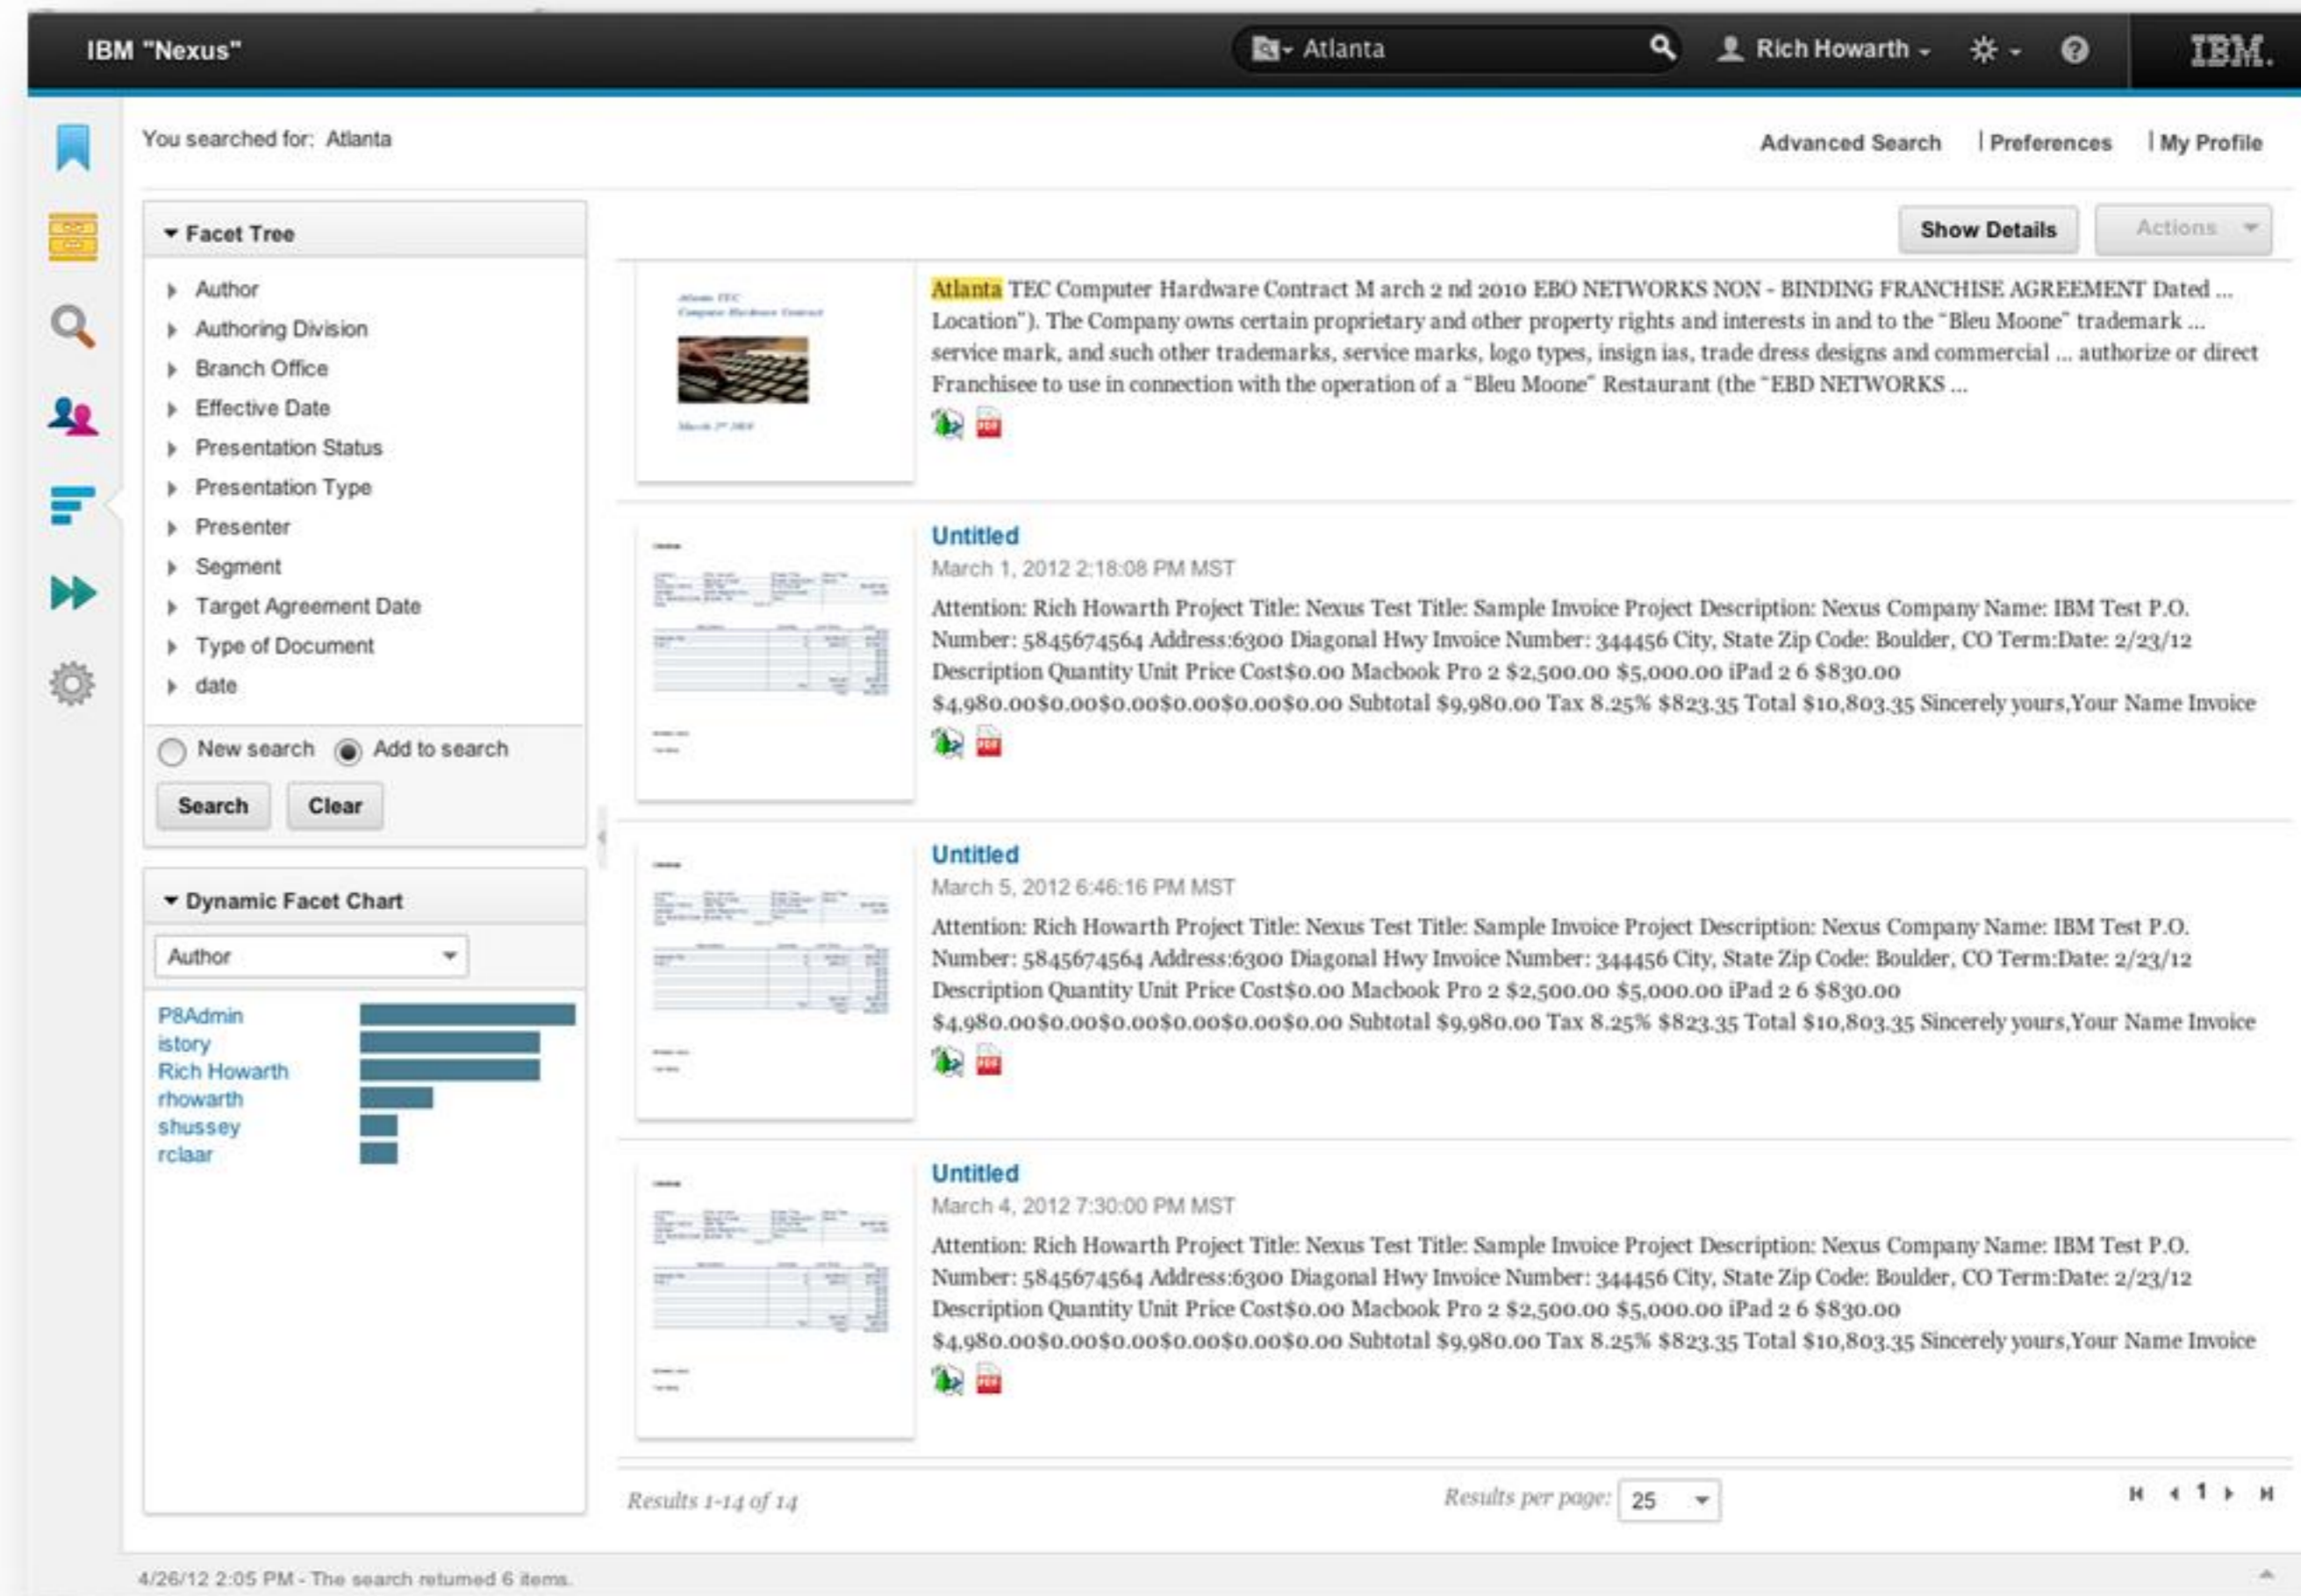 IBM "Nexus"
Atlanta
Rich Howarth
IBM.
You searched for: Atlanta
Advanced Search | Preferences | My Profile
Facet Tree
Author
Authoring Division
Branch Office
Effective Date
Presentation Status
Presentation Type
Presenter
Segment
Target Agreement Date
Type of Document
date
New search Add to search
Search Clear
Dynamic Facet Chart
Author
P8Admin
istory
Rich Howarth
rhowarth
shussey
rclaar
Show Details Actions
Atlanta TEC
Computer Hardware Contract
March 2nd 2010
Atlanta TEC Computer Hardware Contract M arch 2 nd 2010 EBO NETWORKS NON - BINDING FRANCHISE AGREEMENT Dated ...
Location"). The Company owns certain proprietary and other property rights and interests in and to the "Bleu Moone" trademark ...
service mark, and such other trademarks, service marks, logo types, insign ias, trade dress designs and commercial ... authorize or direct
Franchisee to use in connection with the operation of a "Bleu Moone" Restaurant (the "EBD NETWORKS ...
PDF
Untitled
March 1, 2012 2:18:08 PM MST
Attention: Rich Howarth Project Title: Nexus Test Title: Sample Invoice Project Description: Nexus Company Name: IBM Test P.O.
Number: 5845674564 Address:6300 Diagonal Hwy Invoice Number: 344456 City, State Zip Code: Boulder, CO Term:Date: 2/23/12
Description Quantity Unit Price Cost$0.00 Macbook Pro 2 $2,500.00 $5,000.00 iPad 2 6 $830.00
$4,980.00$0.00$0.00$0.00$0.00$0.00 Subtotal $9,980.00 Tax 8.25% $823.35 Total $10,803.35 Sincerely yours,Your Name Invoice
PDF
Untitled
March 5, 2012 6:46:16 PM MST
Attention: Rich Howarth Project Title: Nexus Test Title: Sample Invoice Project Description: Nexus Company Name: IBM Test P.O.
Number: 5845674564 Address:6300 Diagonal Hwy Invoice Number: 344456 City, State Zip Code: Boulder, CO Term:Date: 2/23/12
Description Quantity Unit Price Cost$0.00 Macbook Pro 2 $2,500.00 $5,000.00 iPad 2 6 $830.00
$4,980.00$0.00$0.00$0.00$0.00$0.00 Subtotal $9,980.00 Tax 8.25% $823.35 Total $10,803.35 Sincerely yours,Your Name Invoice
PDF
Untitled
March 4, 2012 7:30:00 PM MST
Attention: Rich Howarth Project Title: Nexus Test Title: Sample Invoice Project Description: Nexus Company Name: IBM Test P.O.
Number: 5845674564 Address:6300 Diagonal Hwy Invoice Number: 344456 City, State Zip Code: Boulder, CO Term:Date: 2/23/12
Description Quantity Unit Price Cost$0.00 Macbook Pro 2 $2,500.00 $5,000.00 iPad 2 6 $830.00
$4,980.00$0.00$0.00$0.00$0.00$0.00 Subtotal $9,980.00 Tax 8.25% $823.35 Total $10,803.35 Sincerely yours,Your Name Invoice
PDF
Results 1-14 of 14
Results per page: 25
1
4/26/12 2:05 PM - The search returned 6 items.